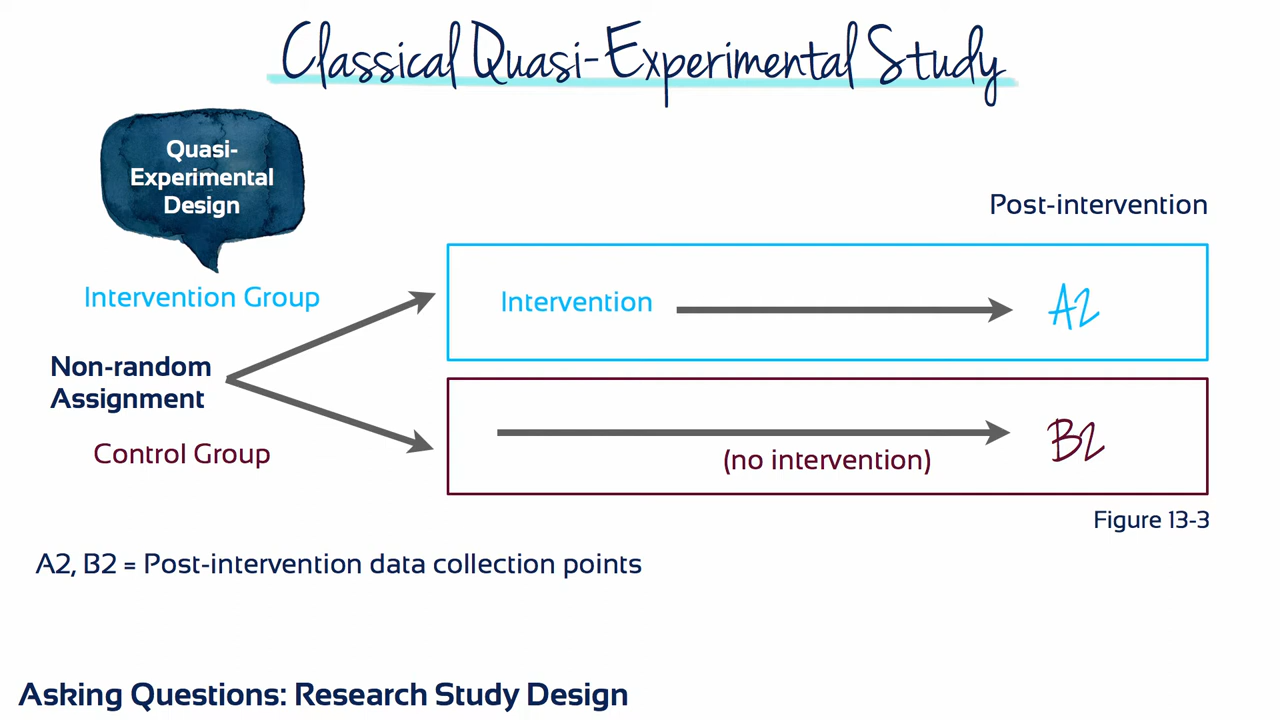 Classical Quasi-Experimental Study
Quasi-
Experimental
Design
Post-intervention
Intervention Group
Intervention
A2
Non-random
Assignment
Control Group
B2
(no intervention)
Figure 13-3
A2, B2 = Post-intervention data collection points
Asking Questions: Research Study Design